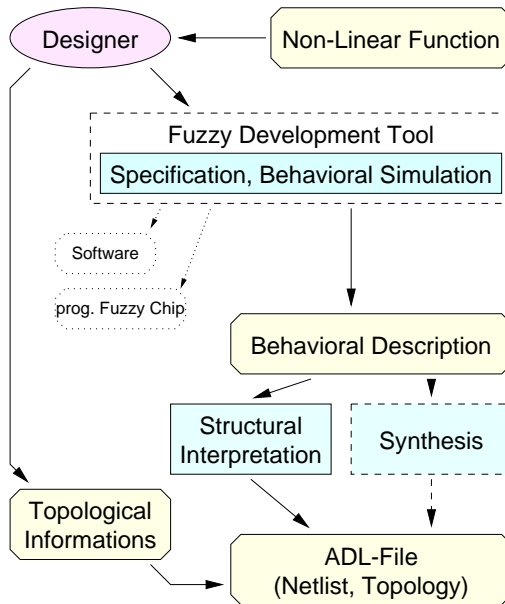 Designer
Non-Linear Function
Fuzzy Development Tool
Specification, Behavioral Simulation
Software
prog. Fuzzy Chip
Behavioral Description
Structural
Interpretation
Synthesis
Topological
Informations
ADL-File
(Netlist, Topology)